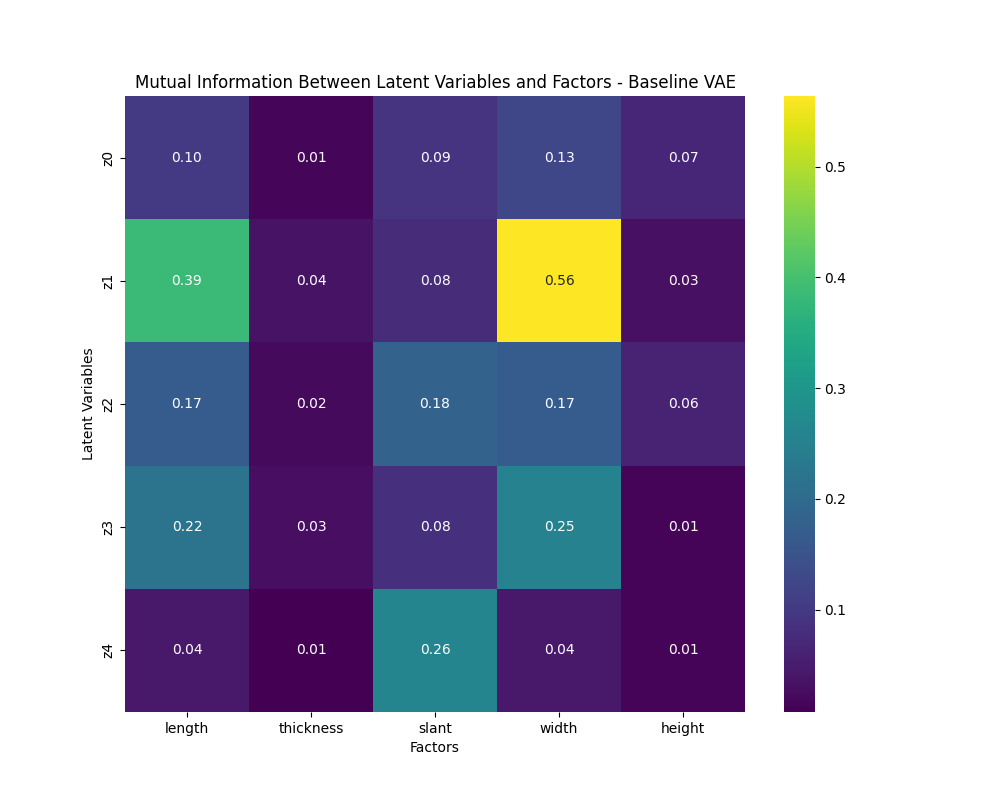 Mutual Information Between Latent Variables and Factors - Baseline VAE
z0 0.10 0.01 0.09 0.13 0.07
z1 0.39 0.04 0.08 0.56 0.03
z2 0.17 0.02 0.18 0.17 0.06
z3 0.22 0.03 0.08 0.25 0.01
z4 0.04 0.01 0.26 0.04 0.01
length thickness slant width height
Factors
Latent Variables
0.5
0.4
0.3
0.2
0.1